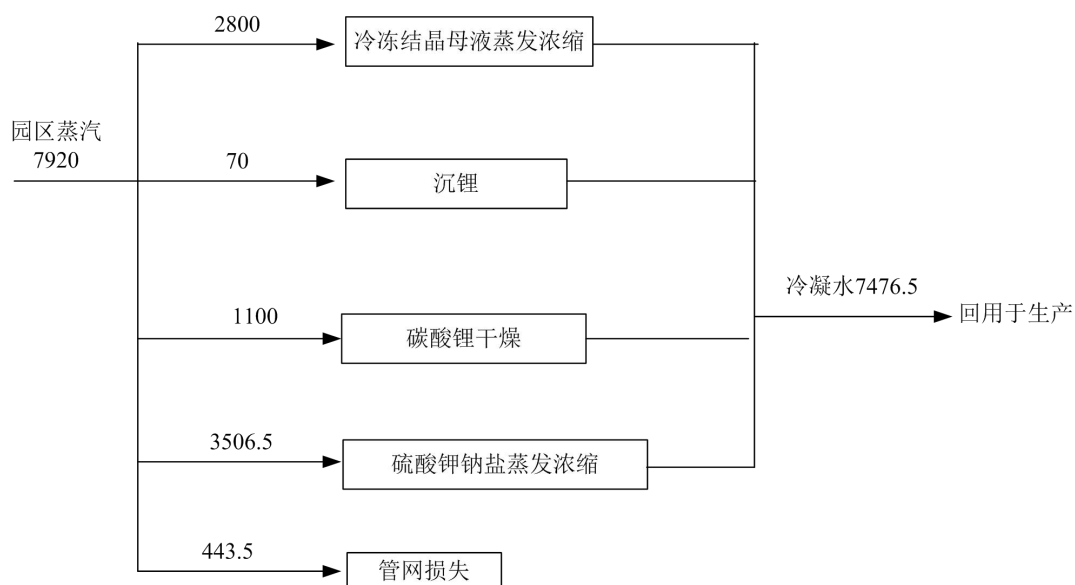 2800
冷冻结晶母液蒸发浓缩
园区蒸汽
7920
70
沉锂
冷凝水7476.5
回用于生产
1100
碳酸锂干燥
3506.5
硫酸钾钠盐蒸发浓缩
443.5
管网损失